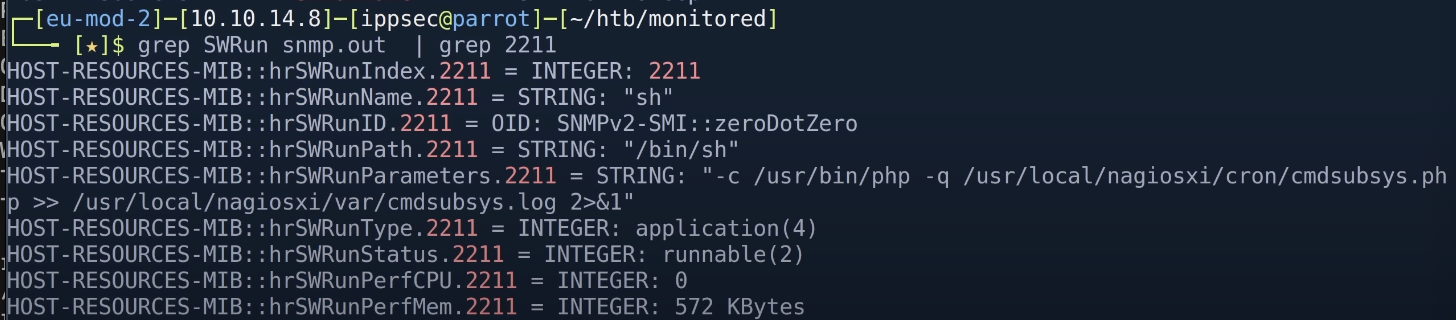 ┌─[eu-mod-2]─[10.10.14.8]─[ippsec@parrot]─[~/htb/monitored]
└──╼ [★]$ grep SWRun snmp.out  | grep 2211
HOST-RESOURCES-MIB::hrSWRunIndex.2211 = INTEGER: 2211
HOST-RESOURCES-MIB::hrSWRunName.2211 = STRING: "sh"
HOST-RESOURCES-MIB::hrSWRunID.2211 = OID: SNMPv2-SMI::zeroDotZero
HOST-RESOURCES-MIB::hrSWRunPath.2211 = STRING: "/bin/sh"
HOST-RESOURCES-MIB::hrSWRunParameters.2211 = STRING: "-c /usr/bin/php -q /usr/local/nagiosxi/cron/cmdsubsys.ph
p >> /usr/local/nagiosxi/var/cmdsubsys.log 2>&1"
HOST-RESOURCES-MIB::hrSWRunType.2211 = INTEGER: application(4)
HOST-RESOURCES-MIB::hrSWRunStatus.2211 = INTEGER: runnable(2)
HOST-RESOURCES-MIB::hrSWRunPerfCPU.2211 = INTEGER: 0
HOST-RESOURCES-MIB::hrSWRunPerfMem.2211 = INTEGER: 572 KBytes